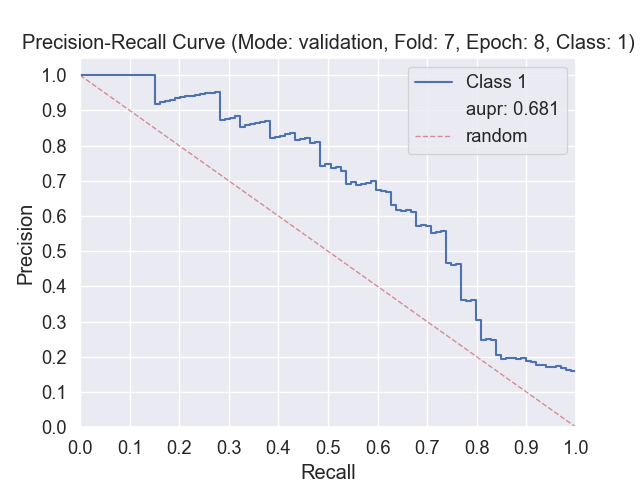 Precision-Recall Curve (Mode: validation, Fold: 7, Epoch: 8, Class: 1)
Class 1
aupr: 0.681
random
Precision
1.0
0.9
0.8
0.7
0.6
0.5
0.4
0.3
0.2
0.1
0.0
0.0 0.1 0.2 0.3 0.4 0.5 0.6 0.7 0.8 0.9 1.0
Recall